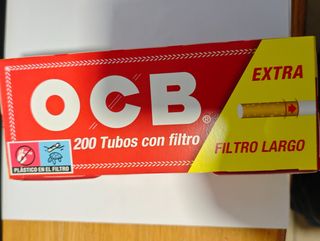 OCB®
EXTRA
200 Tubos con filtro
FILTRO LARGO
PLÁSTICO EN EL FILTRO